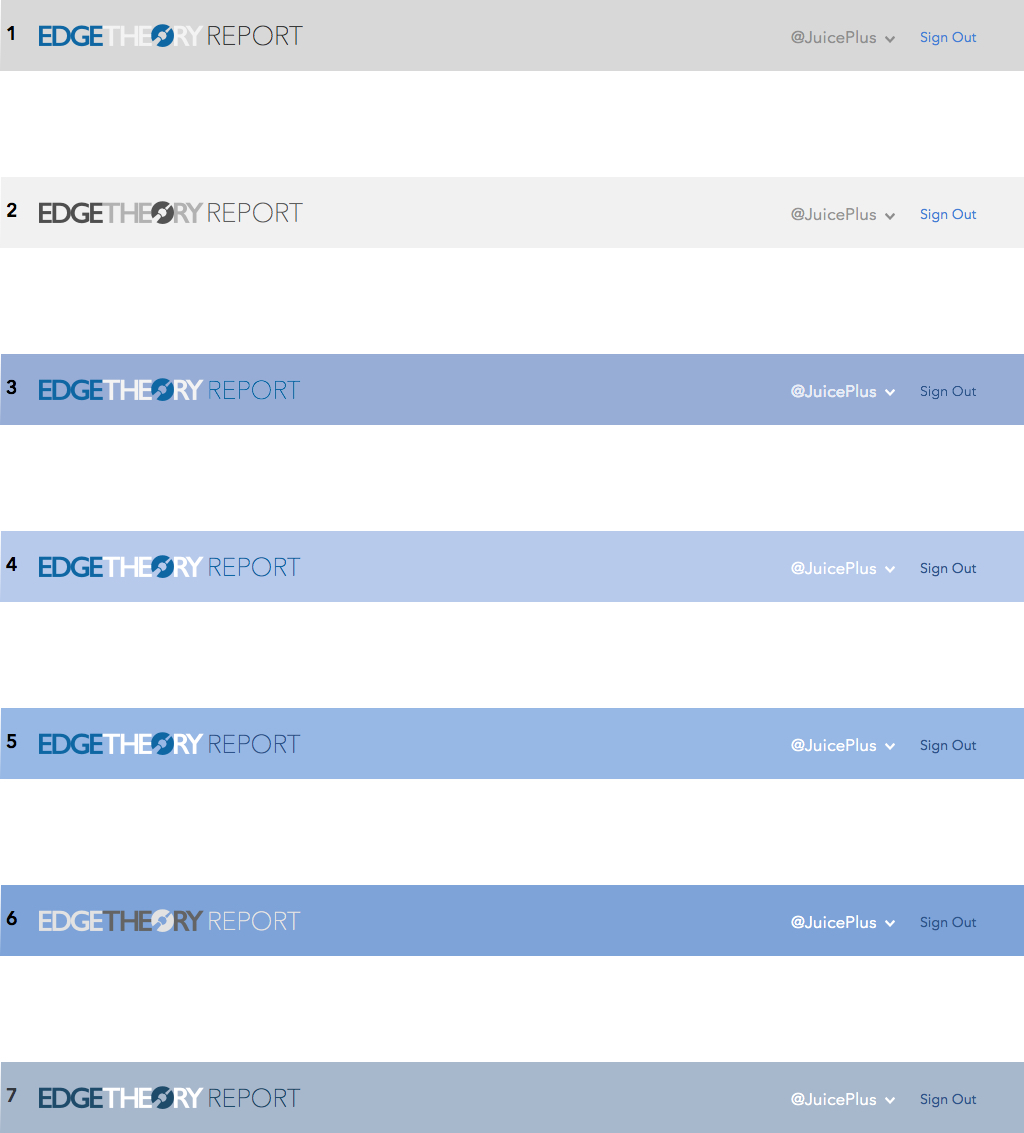 1 EDGETHEORY REPORT @JuicePlus Sign Out
2 EDGETHEORY REPORT @JuicePlus Sign Out
3 EDGETHEORY REPORT @JuicePlus Sign Out
4 EDGETHEORY REPORT @JuicePlus Sign Out
5 EDGETHEORY REPORT @JuicePlus Sign Out
6 EDGETHEORY REPORT @JuicePlus Sign Out
7 EDGETHEORY REPORT @JuicePlus Sign Out